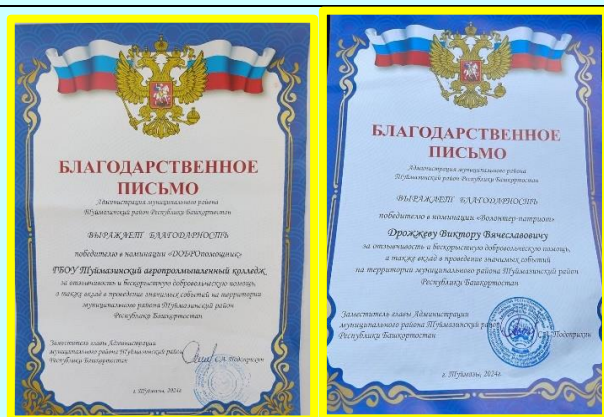 БЛАГОДАРСТВЕННОЕ
ПИСЬМО
Администрация муниципального района
Туймазинский район Республики Башкортостан
ВЫРАЖАЕТ БЛАГОДАРНОСТЬ
победителю в номинации «DОБРОпомощник»
ГБОУ Туймазинский агропромышленный колледж
за отзывчивость и бескорыстную добровольческую помощь,
а также вклад в проведение значимых событий на территории
муниципального района Туймазинский район
Республики Башкортостан
Заместитель главы Администрации
муниципального района Туймазинский район
Республики Башкортостан
С.А. Подоприхин
г. Туймазы, 2024г.
БЛАГОДАРСТВЕННОЕ
ПИСЬМО
Администрация муниципального района
Туймазинский район Республики Башкортостан
ВЫРАЖАЕТ БЛАГОДАРНОСТЬ
победителю в номинации «Волонтер-патриот»
Дрожжеву Виктору Вячеславовичу
за отзывчивость и бескорыстную добровольческую помощь,
а также вклад в проведение значимых событий
на территории муниципального района Туймазинский район
Республики Башкортостан
Заместитель главы Администрации
муниципального района Туймазинский район
Республики Башкортостан
С.А. Подоприхин
г. Туймазы, 2024г.